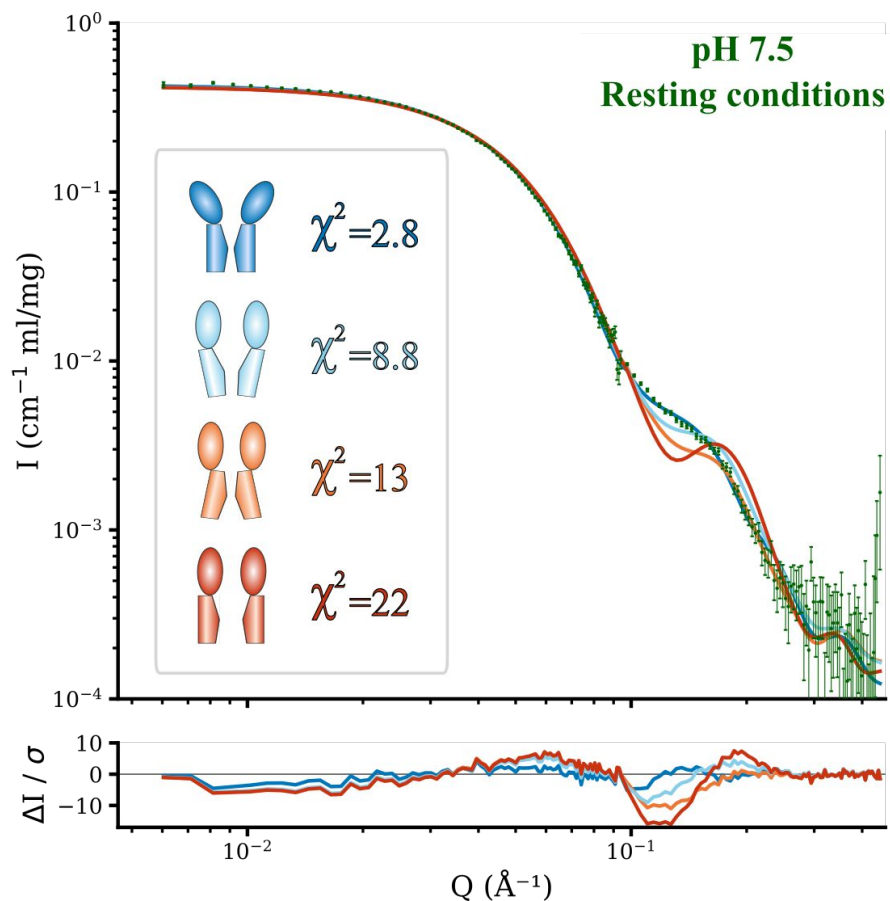 pH 7.5
Resting conditions
10⁰
10⁻¹
10⁻²
10⁻³
10⁻⁴
I (cm⁻¹ ml/mg)
χ²=2.8
χ²=8.8
χ²=13
χ²=22
10
0
−10
ΔI / σ
10⁻²
10⁻¹
Q (Å⁻¹)